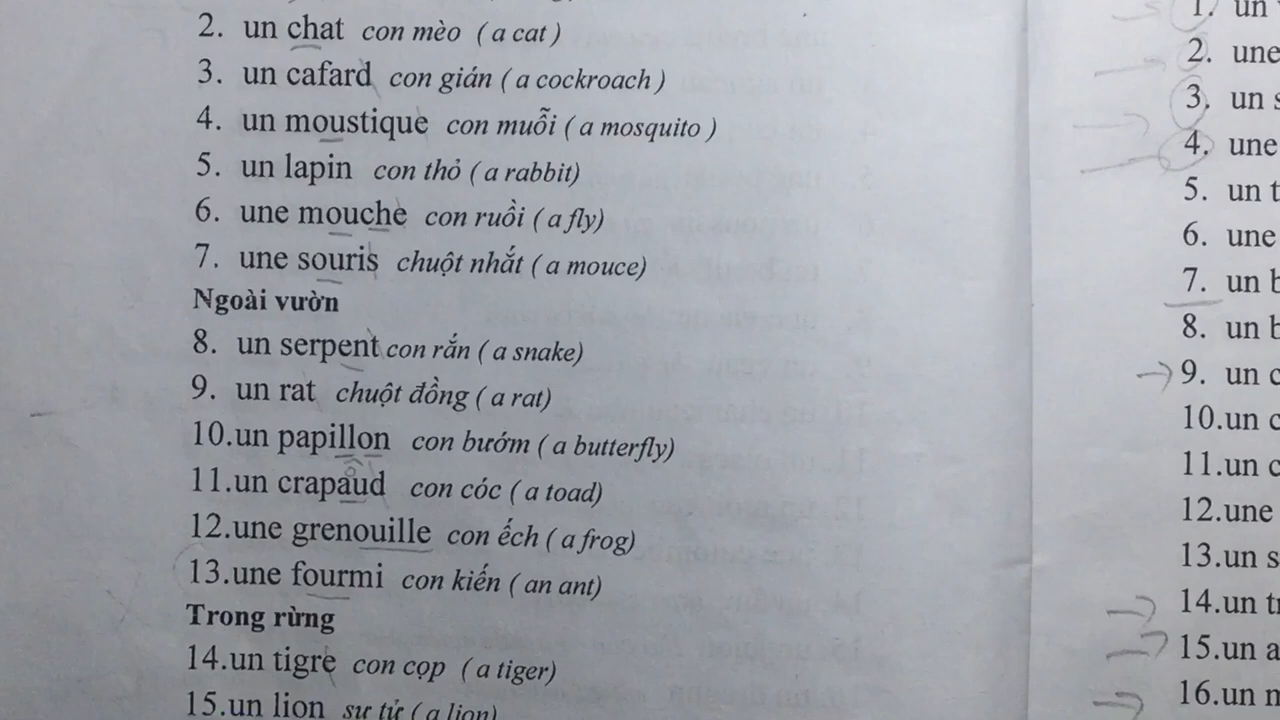 2. un chat con mèo ( a cat )
3. un cafard con gián ( a cockroach )
4. un moustique con muỗi ( a mosquito )
5. un lapin con thỏ ( a rabbit)
6. une mouche con ruồi ( a fly)
7. une souris chuột nhắt ( a mouce)
Ngoài vườn
8. un serpent con rắn ( a snake)
9. un rat chuột đồng ( a rat)
10.un papillon con bướm ( a butterfly)
11.un crapaud con cóc ( a toad)
12.une grenouille con ếch ( a frog)
13.une fourmi con kiến ( an ant)
Trong rừng
14.un tigre con cọp ( a tiger)
15.un lion sư tử ( a lion)
1. un
2. une
3. un s
4. une
5. un t
6. une
7. un b
8. un b
9. un c
10.un c
11.un c
12.une
13.un s
14.un tr
15.un a
16.un n